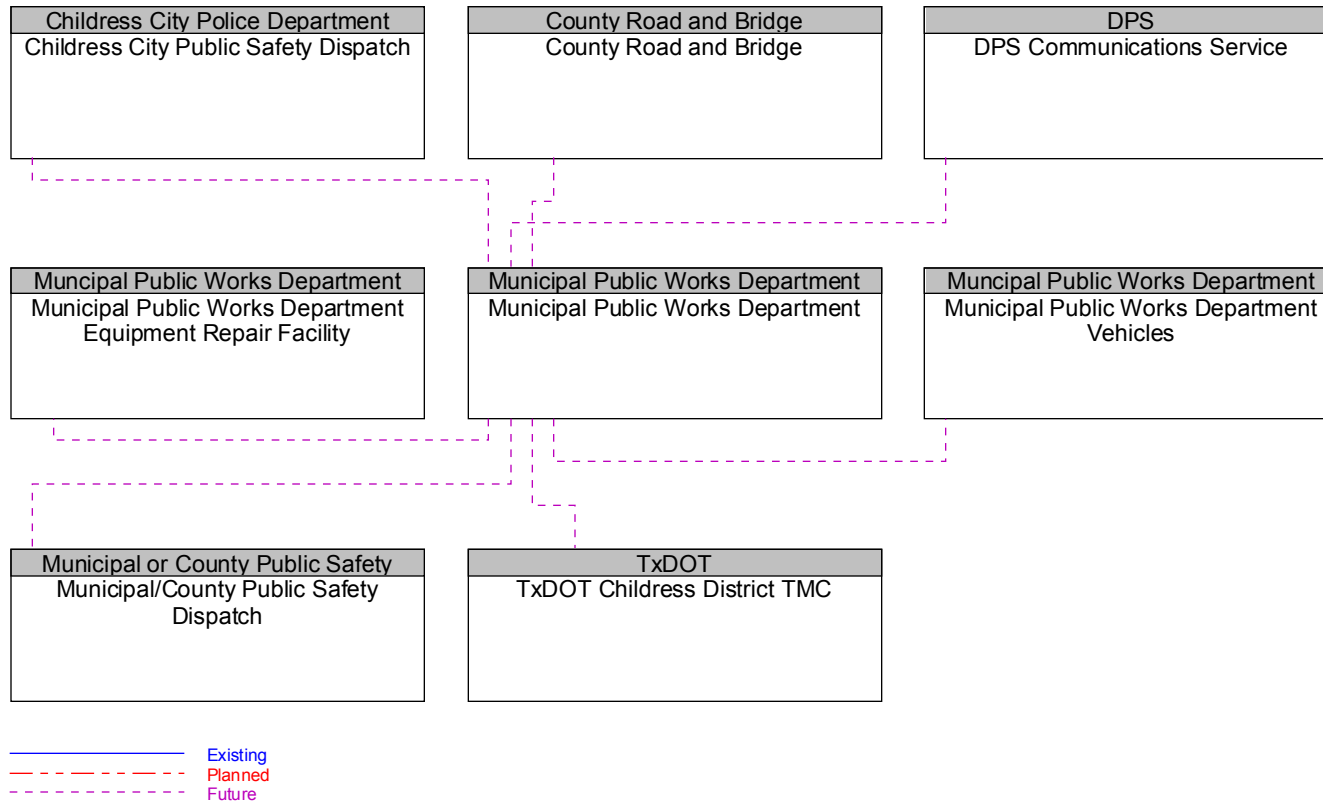 Childress City Police Department
Childress City Public Safety Dispatch
County Road and Bridge
County Road and Bridge
DPS
DPS Communications Service
Muncipal Public Works Department
Municipal Public Works Department
Equipment Repair Facility
Municipal Public Works Department
Municipal Public Works Department
Muncipal Public Works Department
Municipal Public Works Department
Vehicles
Municipal or County Public Safety
Municipal/County Public Safety
Dispatch
TxDOT
TxDOT Childress District TMC
Existing
Planned
Future